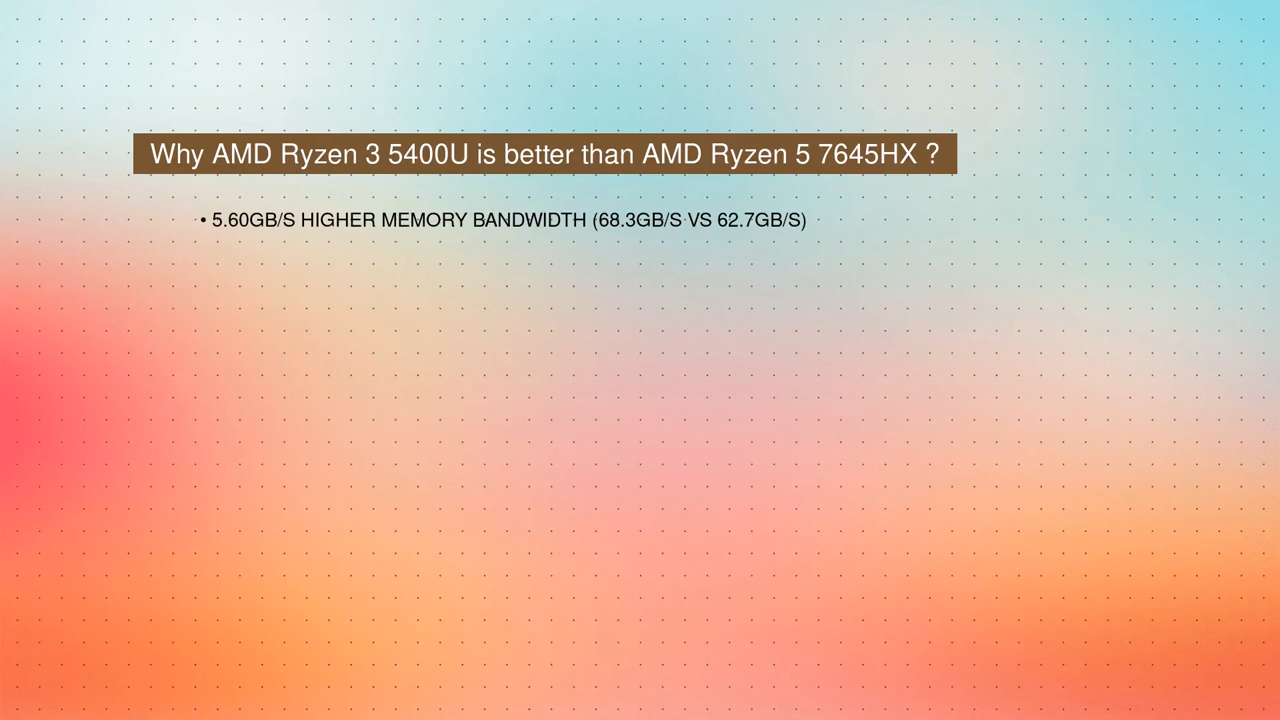 Why AMD Ryzen 3 5400U is better than AMD Ryzen 5 7645HX ?
• 5.60GB/S HIGHER MEMORY BANDWIDTH (68.3GB/S VS 62.7GB/S)